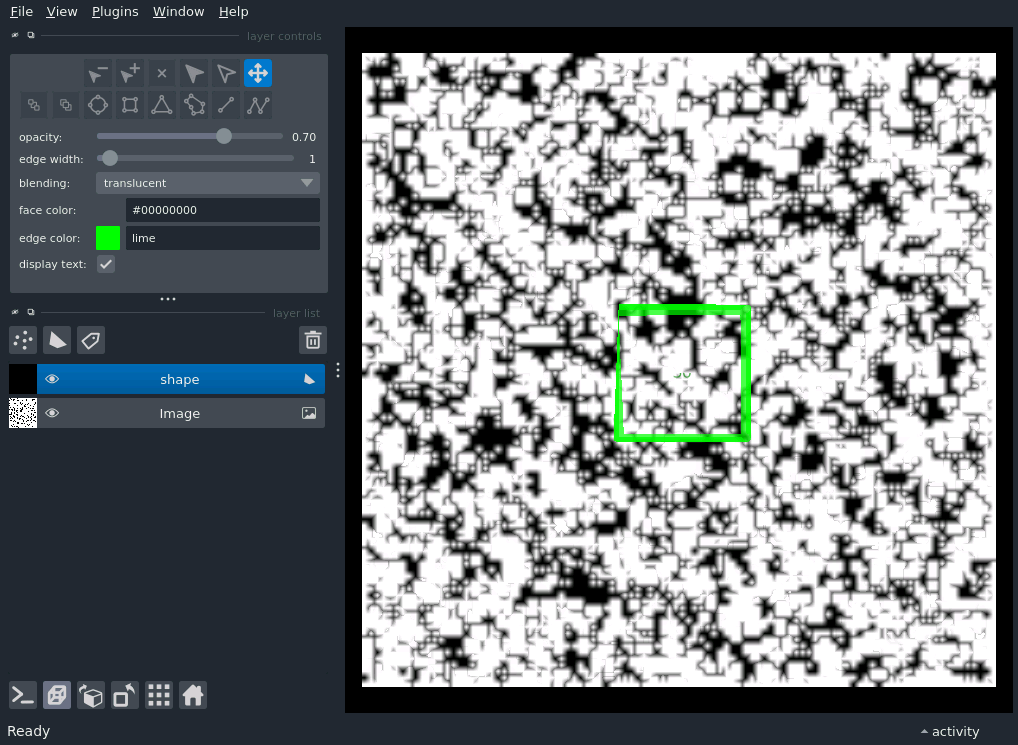 File View Plugins Window Help
layer controls
opacity: 0.70
edge width: 1
blending: translucent
face color: #00000000
edge color: lime
display text:
layer list
shape
Image
Ready
activity